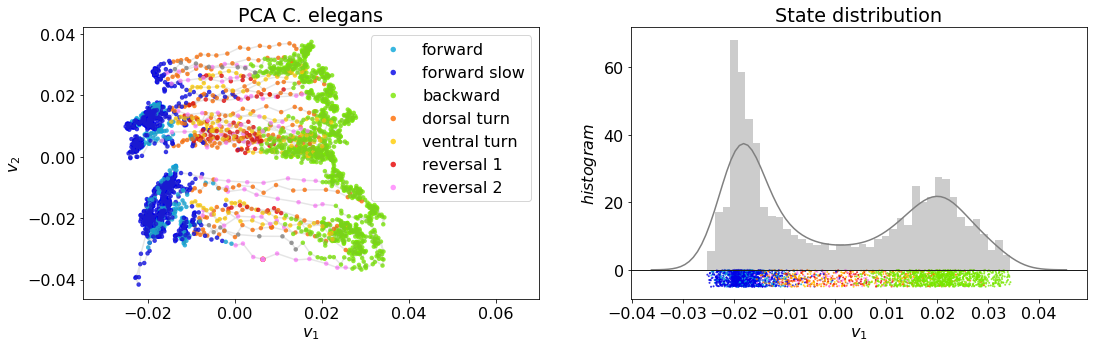 PCA C. elegans
0.04
0.02
0.00
−0.02
−0.04
v₂
−0.02
0.00
0.02
0.04
0.06
v₁
forward
forward slow
backward
dorsal turn
ventral turn
reversal 1
reversal 2
State distribution
60
40
20
0
histogram
−0.04
−0.03
−0.02
−0.01
0.00
0.01
0.02
0.03
0.04
v₁